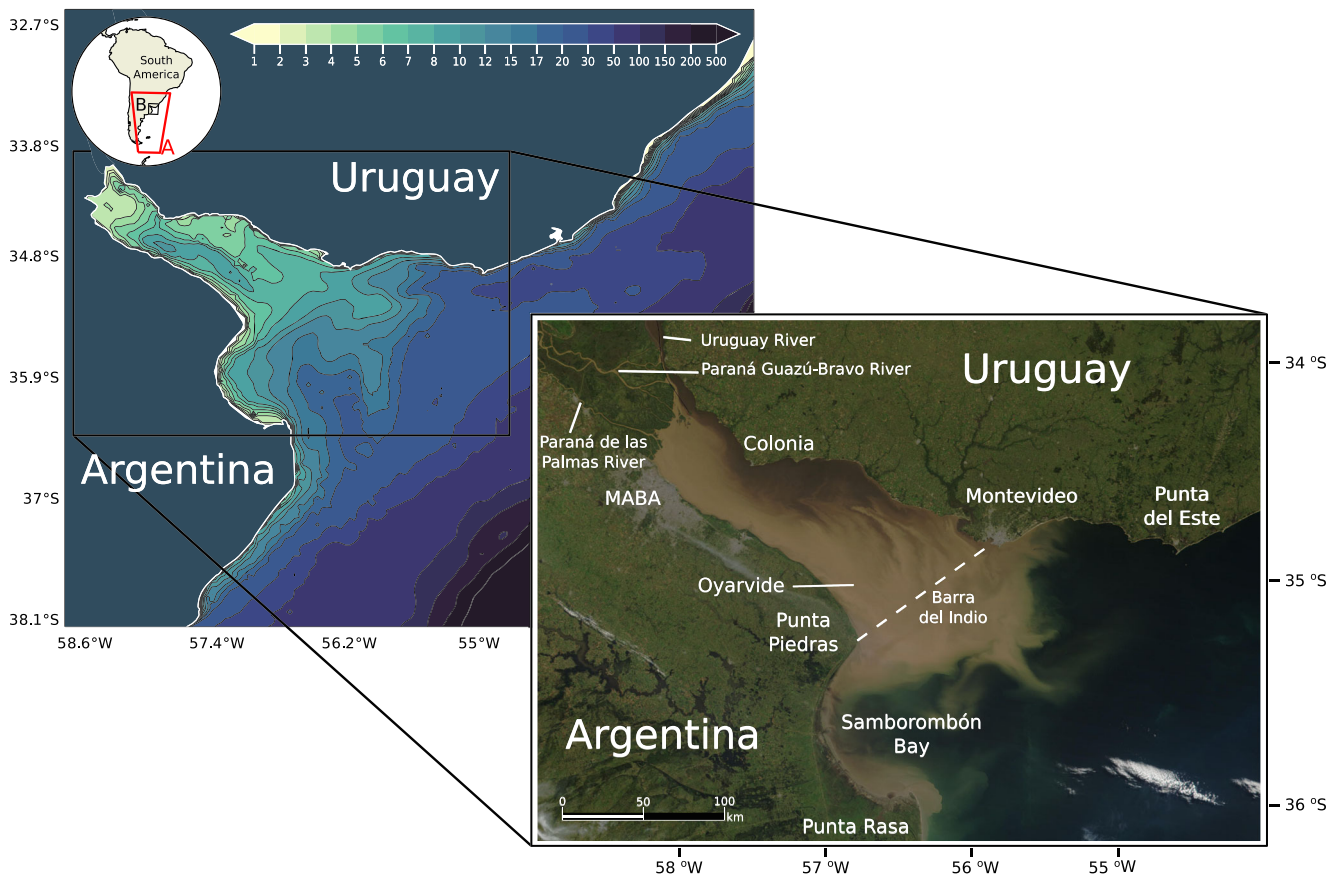 32.7°S
33.8°S
34.8°S
35.9°S
37°S
38.1°S
58.6°W 57.4°W 56.2°W 55°W
1 2 3 4 5 6 7 8 10 12 15 17 20 30 50 100 150 200 500
South
America
B
A
Uruguay
Argentina
Uruguay River
Paraná Guazú-Bravo River
Uruguay
Paraná de las
Palmas River
Colonia
MABA
Montevideo
Punta
del Este
Oyarvide
Barra
del Indio
Punta
Piedras
Samborombón
Bay
Argentina
0 50 100
km
Punta Rasa
34 °S
35 °S
36 °S
58 °W 57 °W 56 °W 55 °W